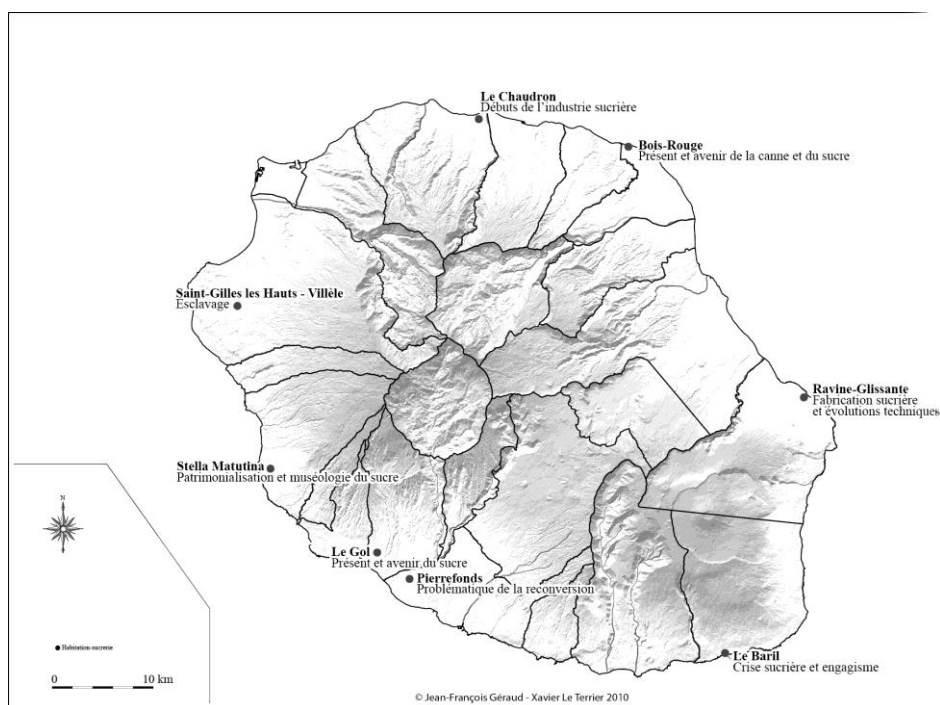 Le Chaudron
Débuts de l'industrie sucrière
Bois-Rouge
Présent et avenir de la canne et du sucre
Saint-Gilles les Hauts - Villèle
Esclavage
Ravine-Glissante
Fabrication sucrière
et évolutions techniques
Stella Matutina
Patrimonialisation et muséologie du sucre
N
Le Gol
Présent et avenir du sucre
Pierrefonds
Problématique de la reconversion
Habitation-sucrerie
Le Baril
Crise sucrière et engagisme
0 10 km
© Jean-François Géraud - Xavier Le Terrier 2010